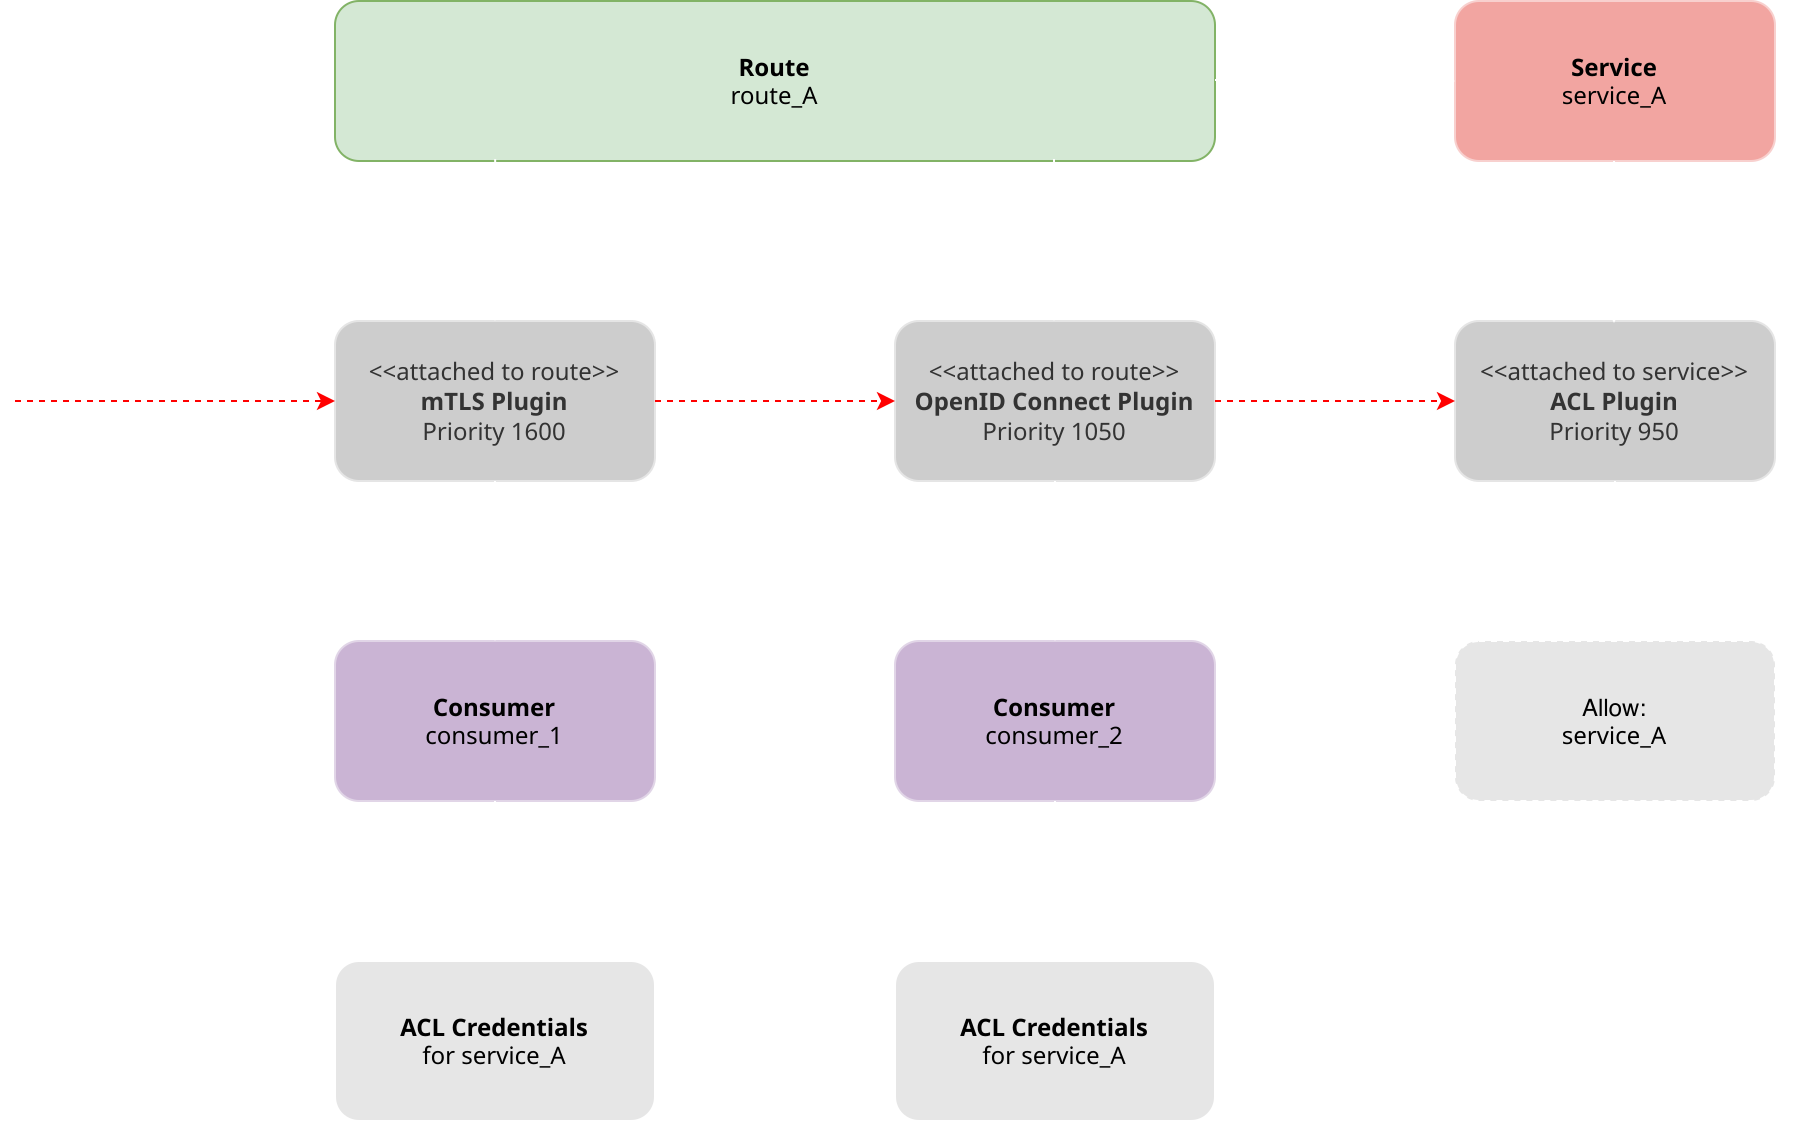 Route
route_A
Service
service_A
<<attached to route>>
mTLS Plugin
Priority 1600
<<attached to route>>
OpenID Connect Plugin
Priority 1050
<<attached to service>>
ACL Plugin
Priority 950
Consumer
consumer_1
Consumer
consumer_2
Allow:
service_A
ACL Credentials
for service_A
ACL Credentials
for service_A